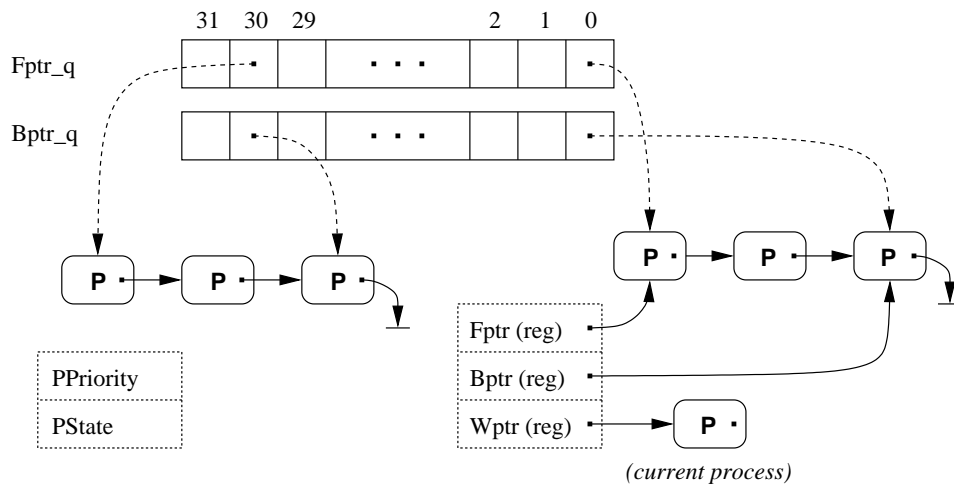 31 30 29 2 1 0
Fptr_q
Bptr_q
P P P
P P P
Fptr (reg)
PPriority
Bptr (reg)
PState
Wptr (reg)
P
(current process)